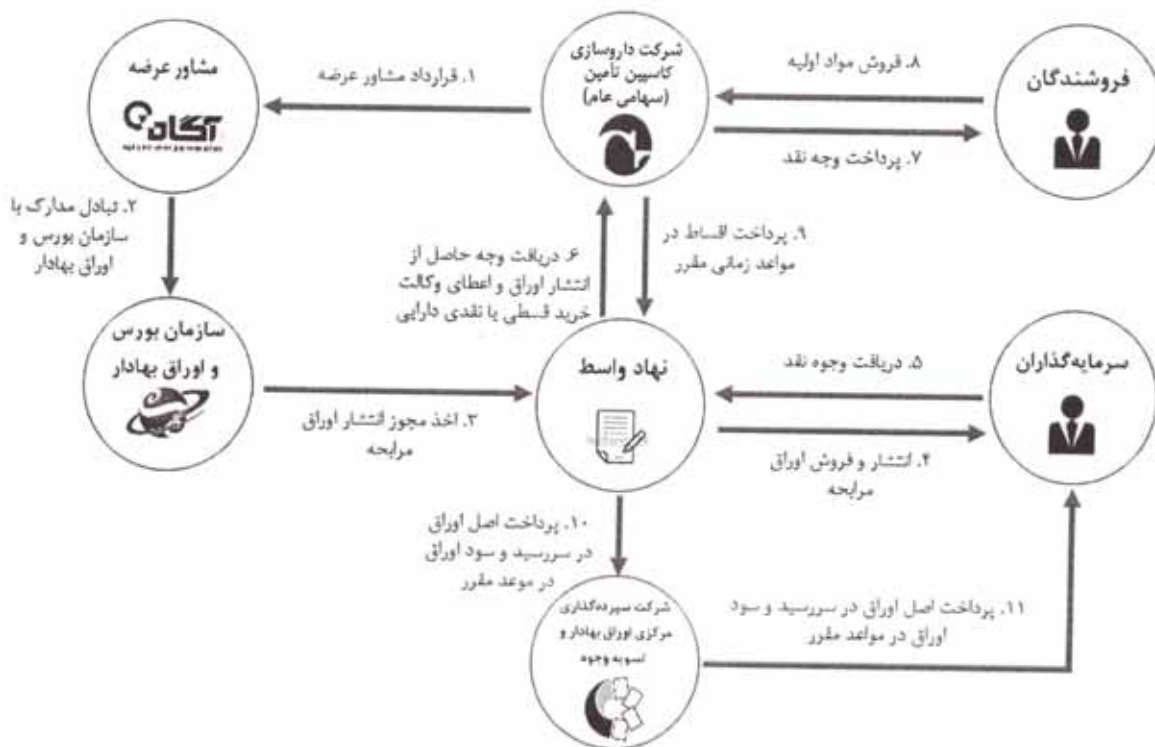 مشاور عرضه
آگاه
۱. قرارداد مشاور عرضه
شرکت داروسازی
کاسپین تأمین
(سهامی عام)
۸. فروش مواد اولیه
۷. پرداخت وجه نقد
فروشندگان
۲. تبادل مدارک با
سازمان بورس و
اوراق بهادار
۶. دریافت وجه حاصل از
انتشار اوراق و اعطای وکالت
خرید قسطی یا نقدی دارایی
۹. پرداخت اقساط در
مواعد زمانی مقرر
سازمان بورس
و اوراق بهادار
۳. اخذ مجوز انتشار اوراق
مرابحه
نهاد واسط
۵. دریافت وجوه نقد
۴. انتشار و فروش اوراق
مرابحه
سرمایه‌گذاران
۱۰. پرداخت اصل اوراق
در سررسید و سود اوراق
در موعد مقرر
شرکت سپرده‌گذاری
مرکزی اوراق بهادار و
تسویه وجوه
۱۱. پرداخت اصل اوراق در سررسید و سود
اوراق در مواعد مقرر